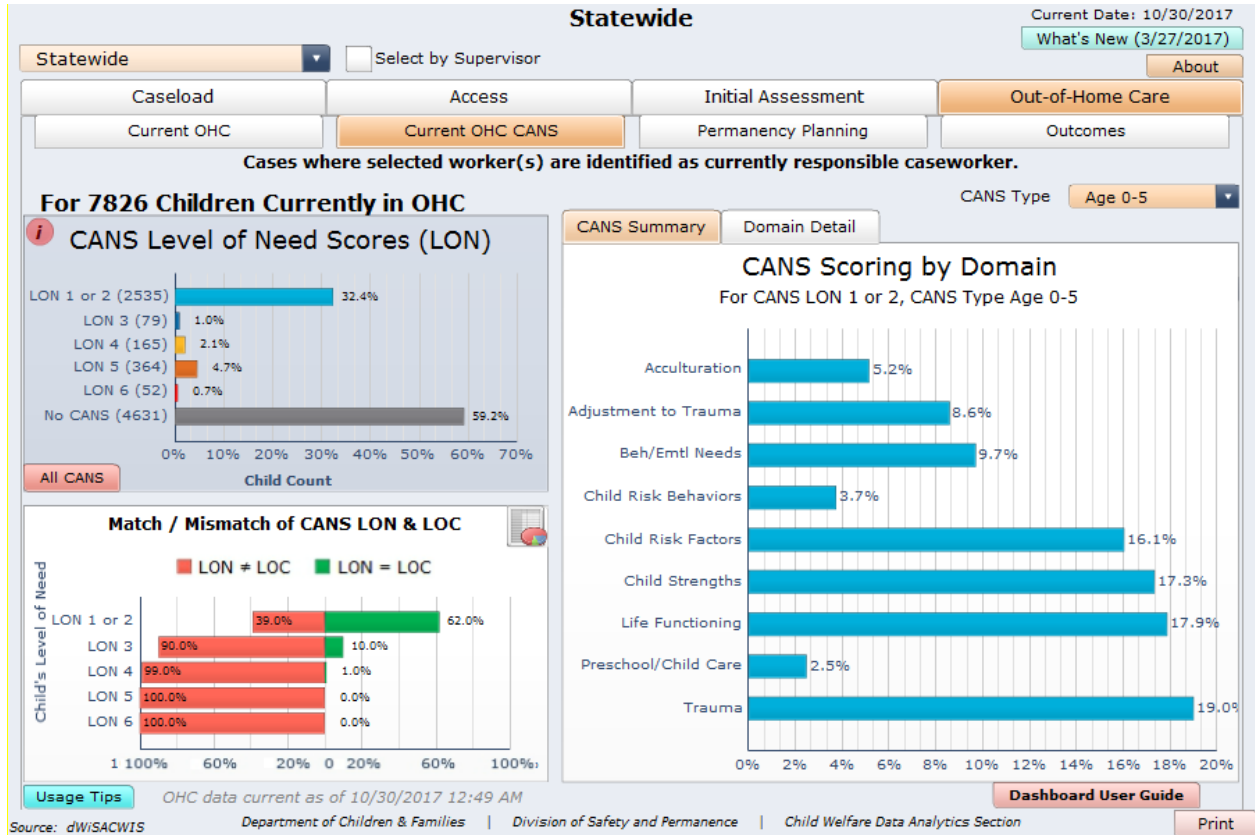 Statewide
Current Date: 10/30/2017
What's New (3/27/2017)
Statewide
Select by Supervisor
About
Caseload Access Initial Assessment Out-of-Home Care
Current OHC Current OHC CANS Permanency Planning Outcomes
Cases where selected worker(s) are identified as currently responsible caseworker.
For 7826 Children Currently in OHC
CANS Type Age 0-5
i
CANS Level of Need Scores (LON)
LON 1 or 2 (2535) 32.4%
LON 3 (79) 1.0%
LON 4 (165) 2.1%
LON 5 (364) 4.7%
LON 6 (52) 0.7%
No CANS (4631) 59.2%
0% 10% 20% 30% 40% 50% 60% 70%
All CANS
Child Count
Match / Mismatch of CANS LON & LOC
LON ≠ LOC LON = LOC
Child's Level of Need
LON 1 or 2 39.0% 62.0%
LON 3 90.0% 10.0%
LON 4 99.0% 1.0%
LON 5 100.0% 0.0%
LON 6 100.0% 0.0%
1 100% 60% 20% 0 20% 60% 100%
CANS Summary Domain Detail
CANS Scoring by Domain
For CANS LON 1 or 2, CANS Type Age 0-5
Acculturation 5.2%
Adjustment to Trauma 8.6%
Beh/Emtl Needs 9.7%
Child Risk Behaviors 3.7%
Child Risk Factors 16.1%
Child Strengths 17.3%
Life Functioning 17.9%
Preschool/Child Care 2.5%
Trauma 19.0%
0% 2% 4% 6% 8% 10% 12% 14% 16% 18% 20%
Usage Tips
OHC data current as of 10/30/2017 12:49 AM
Dashboard User Guide
Source: dWiSACWIS
Department of Children & Families | Division of Safety and Permanence | Child Welfare Data Analytics Section
Print